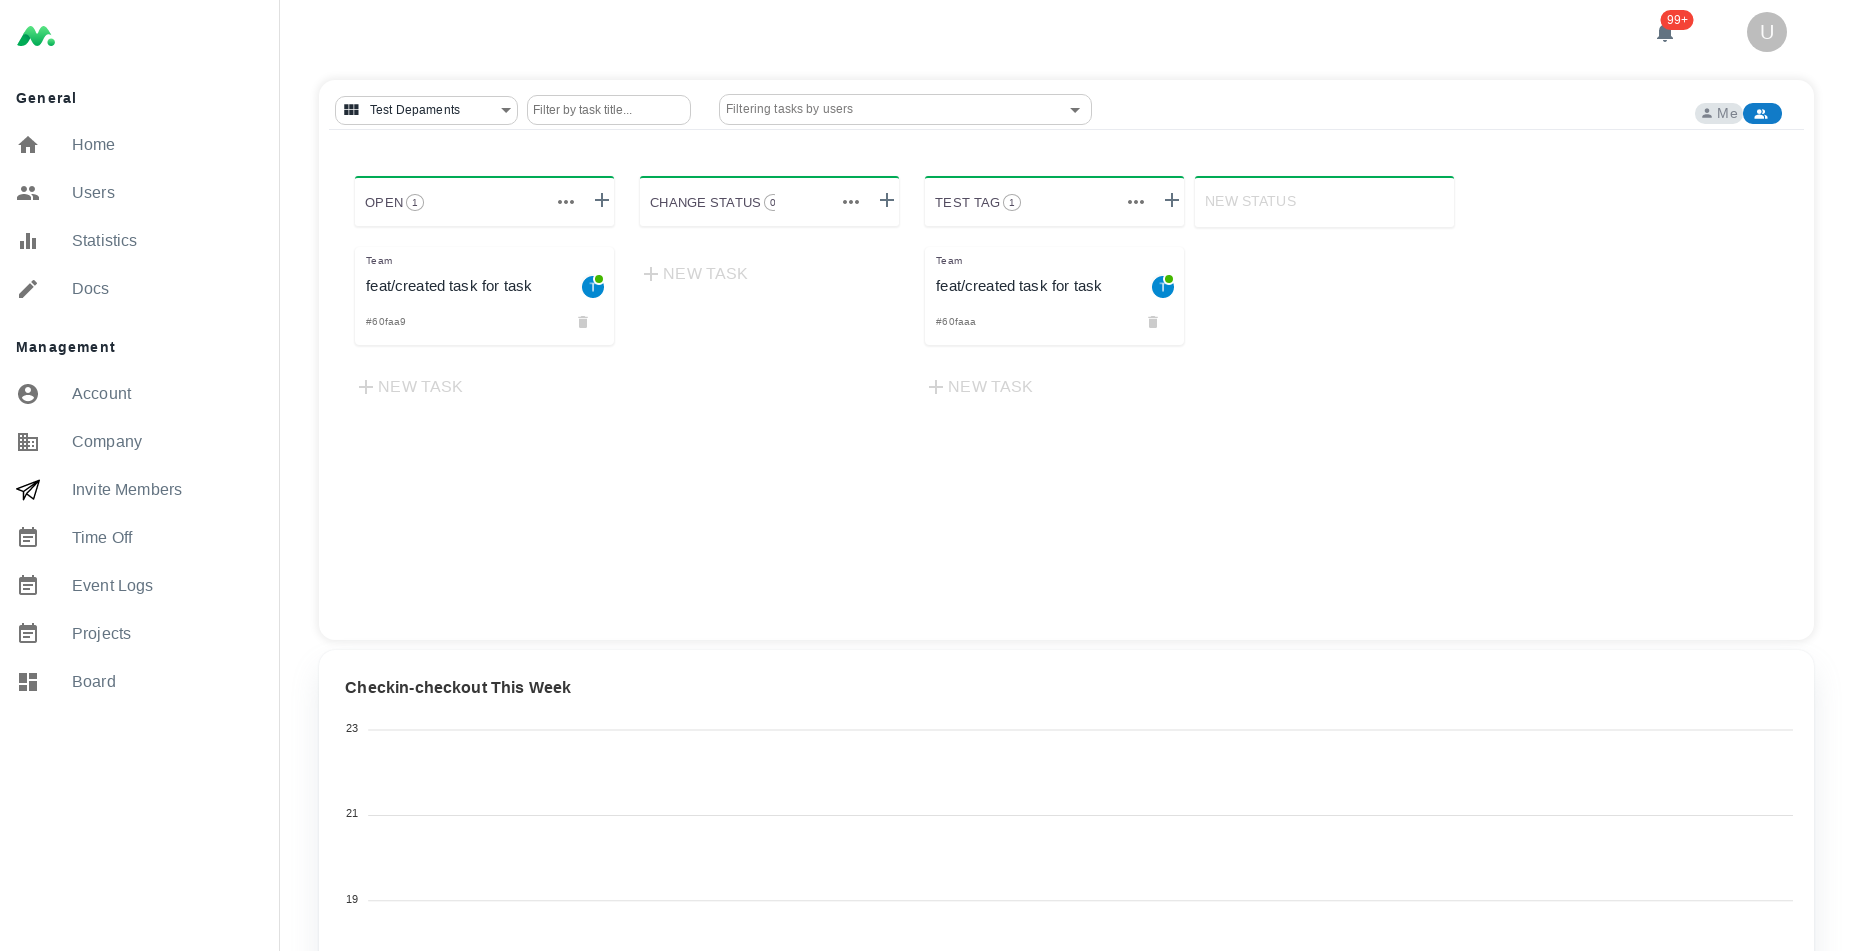 99+
U
General
Home
Users
Statistics
Docs
Management
Account
Company
Invite Members
Time Off
Event Logs
Projects
Board
Test Depaments
Filter by task title...
Filtering tasks by users
Me
OPEN 1
CHANGE STATUS 0
TEST TAG 1
NEW STATUS
Team
feat/created task for task
T
#60faa9
NEW TASK
NEW TASK
Team
feat/created task for task
T
#60faaa
NEW TASK
Checkin-checkout This Week
23
21
19